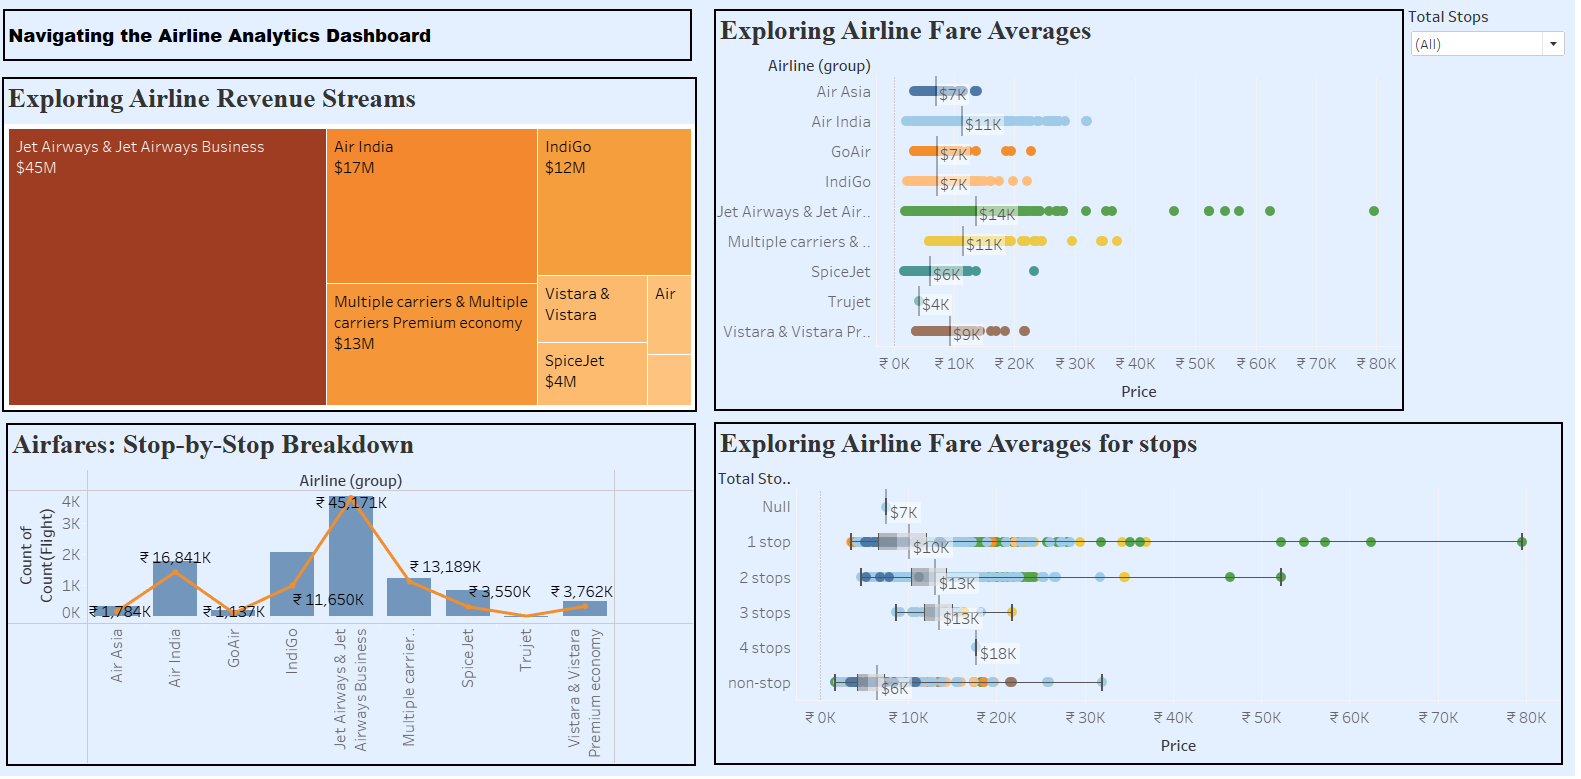 Navigating the Airline Analytics Dashboard
Exploring Airline Revenue Streams
Jet Airways & Jet Airways Business
$45M
Air India
$17M
Multiple carriers & Multiple
carriers Premium economy
$13M
IndiGo
$12M
Vistara &
Vistara
SpiceJet
$4M
Air
Exploring Airline Fare Averages
Airline (group)
Air Asia
$7K
Air India
$11K
GoAir
$7K
IndiGo
$7K
Jet Airways & Jet Air..
$14K
Multiple carriers & ..
$11K
SpiceJet
$6K
Trujet
$4K
Vistara & Vistara Pr..
$9K
₹ 0K ₹ 10K ₹ 20K ₹ 30K ₹ 40K ₹ 50K ₹ 60K ₹ 70K ₹ 80K
Price
Total Stops
(All)
Airfares: Stop-by-Stop Breakdown
Airline (group)
Count of
Count(Flight)
4K
3K
2K
1K
0K
₹ 1,784K
₹ 16,841K
₹ 1,137K
₹ 11,650K
₹ 45,171K
₹ 13,189K
₹ 3,550K
₹ 3,762K
Air Asia
Air India
GoAir
IndiGo
Jet Airways & Jet
Airways Business
Multiple carrier..
SpiceJet
Trujet
Vistara & Vistara
Premium economy
Exploring Airline Fare Averages for stops
Total Sto..
Null
$7K
1 stop
$10K
2 stops
$13K
3 stops
$13K
4 stops
$18K
non-stop
$6K
₹ 0K ₹ 10K ₹ 20K ₹ 30K ₹ 40K ₹ 50K ₹ 60K ₹ 70K ₹ 80K
Price